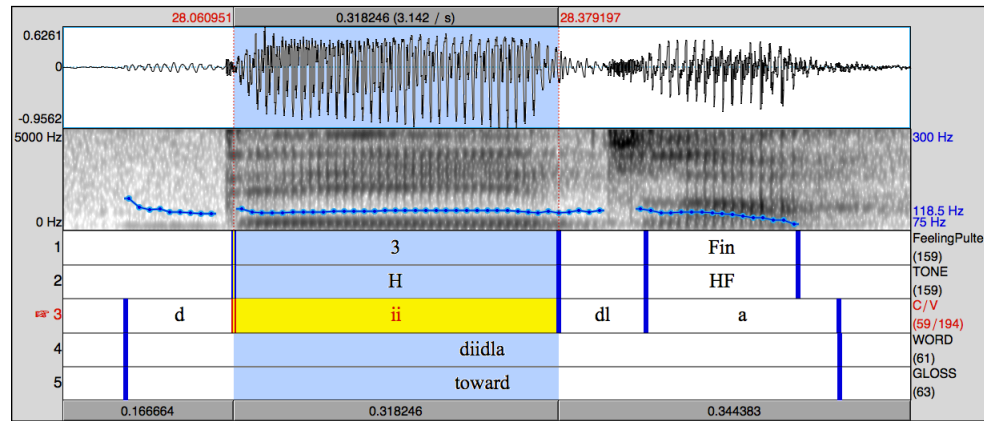 28.060951 0.318246 (3.142 / s) 28.379197
0.6261
0
-0.9562
5000 Hz 300 Hz
118.5 Hz
0 Hz 75 Hz
1 3 Fin FeelingPulte
(159)
2 H HF TONE
(159)
3 d ii dl a C/V
(59/194)
4 diidla WORD
(61)
5 toward GLOSS
(63)
0.166664 0.318246 0.344383